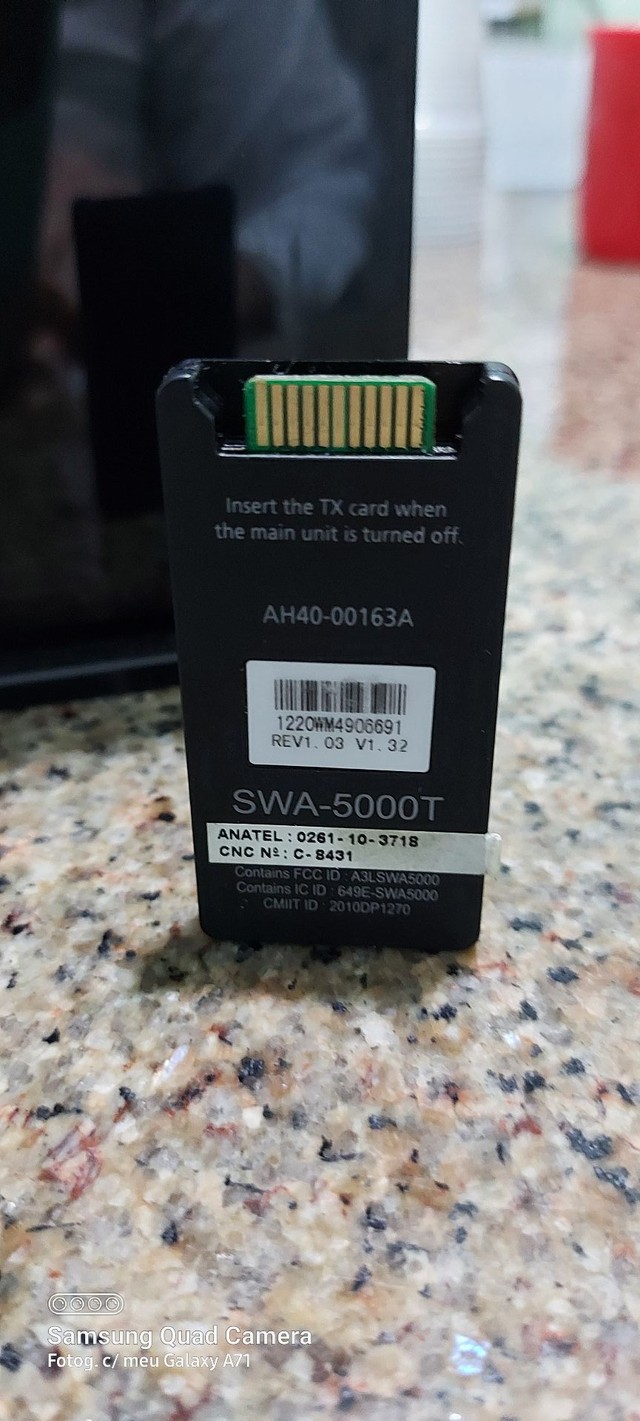 Insert the TX card when
the main unit is turned off.
AH40-00163A
1220WM4906691
REV1. 03 V1. 32
SWA-5000T
ANATEL : 0261-10-3718
CNC Nº : C-8431
Contains FCC ID : A3LSWA5000
Contains IC ID : 649E-SWA5000
CMIIT ID : 2010DP1270
Samsung Quad Camera
Fotog. c/ meu Galaxy A71